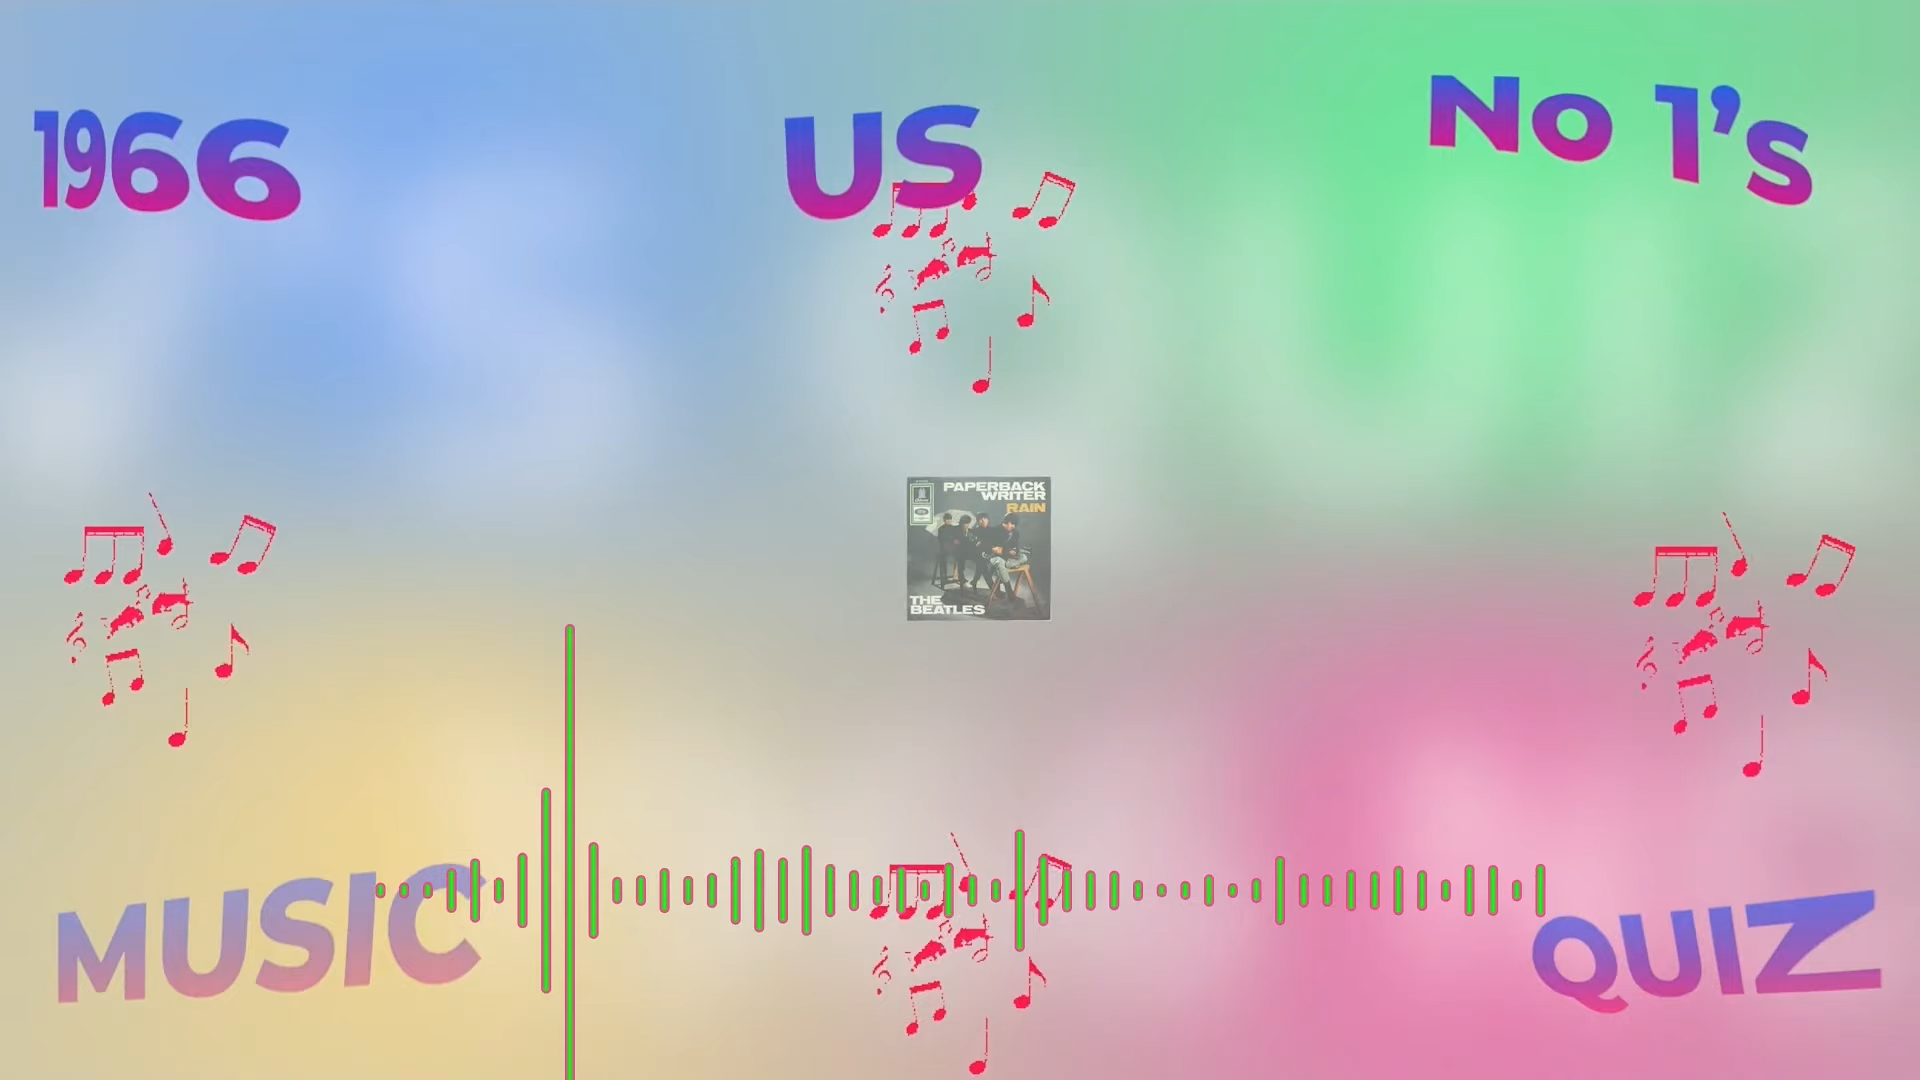 1966
US
No 1’s
PAPERBACK
WRITER
RAIN
THE
BEATLES
MUSIC
QUIZ